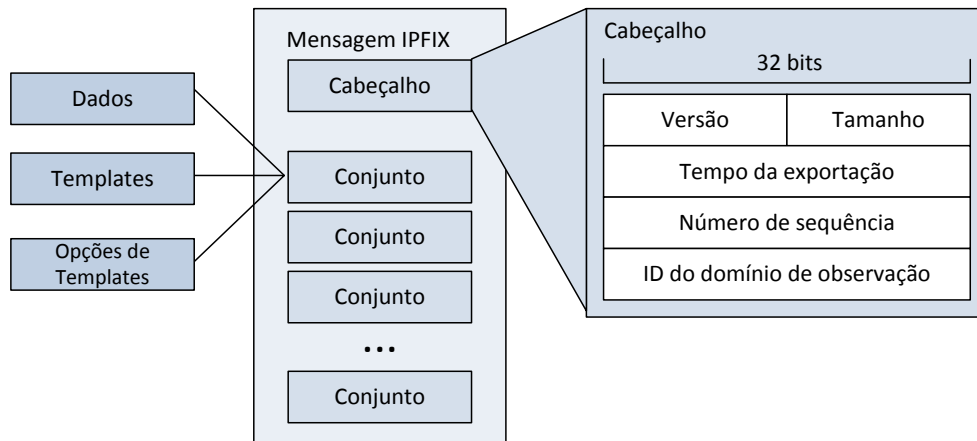 Dados
Templates
Opções de
Templates
Mensagem IPFIX
Cabeçalho
Conjunto
Conjunto
Conjunto
...
Conjunto
Cabeçalho
32 bits
Versão
Tamanho
Tempo da exportação
Número de sequência
ID do domínio de observação